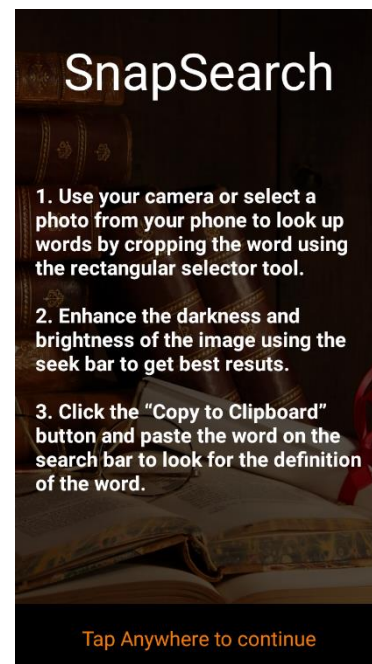 SnapSearch
1. Use your camera or select a
photo from your phone to look up
words by cropping the word using
the rectangular selector tool.
2. Enhance the darkness and
brightness of the image using the
seek bar to get best resuts.
3. Click the “Copy to Clipboard”
button and paste the word on the
search bar to look for the definition
of the word.
Tap Anywhere to continue